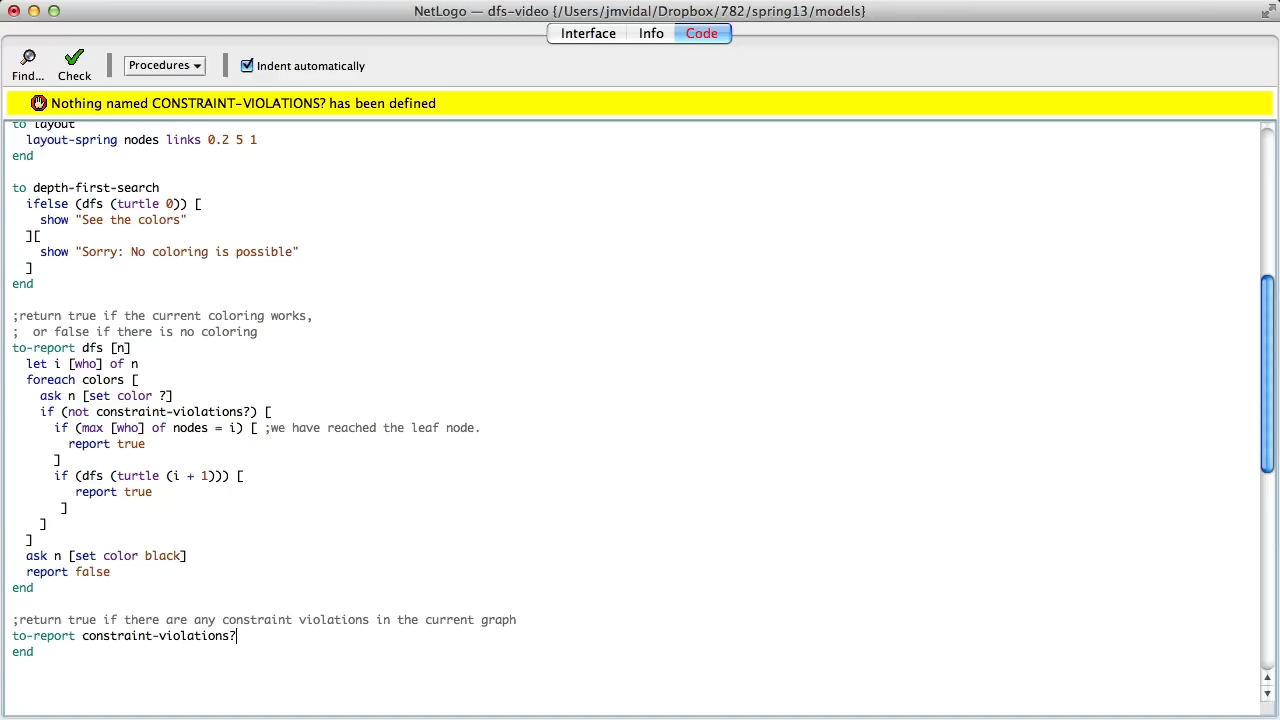 NetLogo — dfs-video {/Users/jmvidal/Dropbox/782/spring13/models}
Interface Info Code
Find... Check Procedures Indent automatically
Nothing named CONSTRAINT-VIOLATIONS? has been defined
to layout
  layout-spring nodes links 0.2 5 1
end
to depth-first-search
  ifelse (dfs (turtle 0)) [
    show "See the colors"
  ][
    show "Sorry: No coloring is possible"
  ]
end
;return true if the current coloring works,
;  or false if there is no coloring
to-report dfs [n]
  let i [who] of n
  foreach colors [
    ask n [set color ?]
    if (not constraint-violations?) [
      if (max [who] of nodes = i) [ ;we have reached the leaf node.
        report true
      ]
      if (dfs (turtle (i + 1))) [
         report true
       ]
    ]
  ]
  ask n [set color black]
  report false
end
;return true if there are any constraint violations in the current graph
to-report constraint-violations?
end